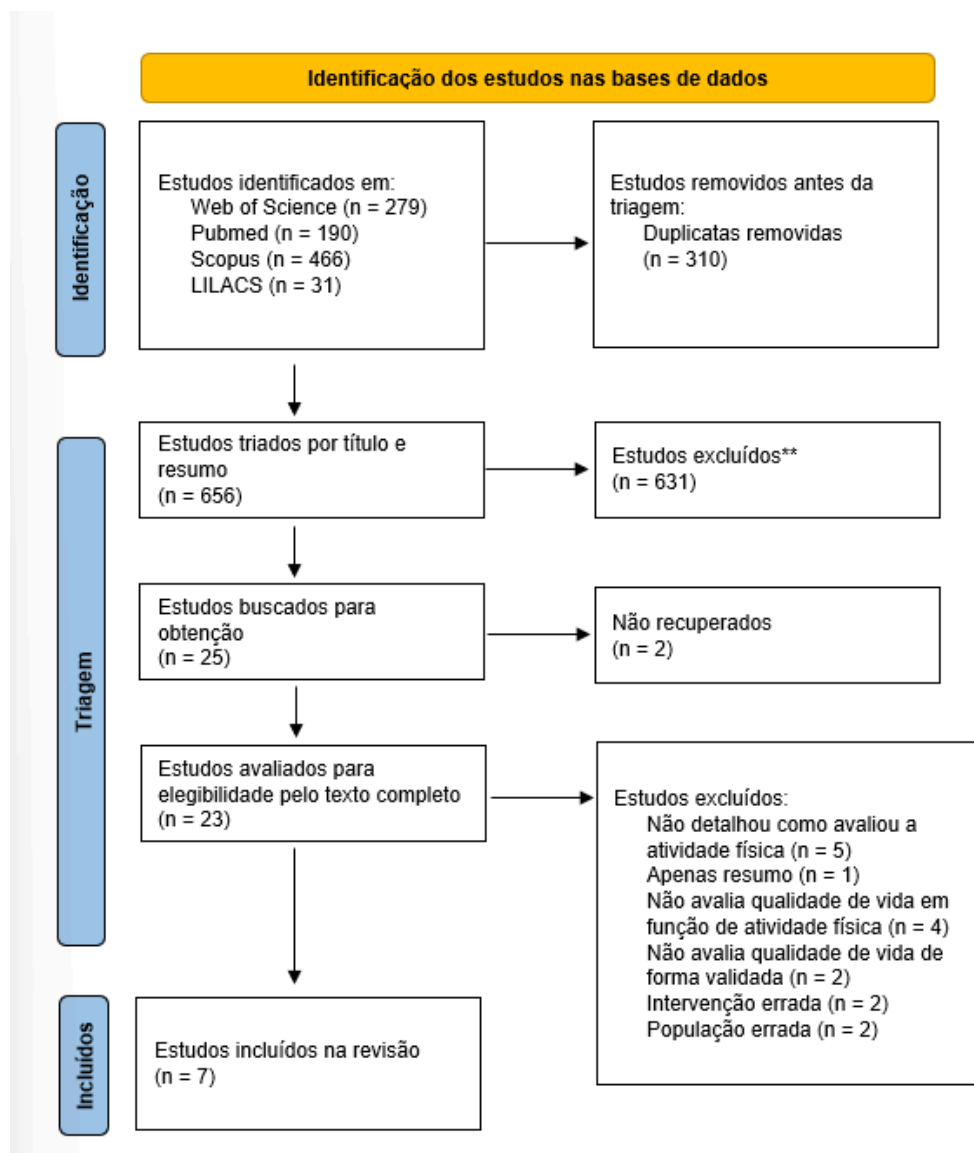 Identificação dos estudos nas bases de dados
Identificação
Estudos identificados em:
Web of Science (n = 279)
Pubmed (n = 190)
Scopus (n = 466)
LILACS (n = 31)
Estudos removidos antes da
triagem:
Duplicatas removidas
(n = 310)
Triagem
Estudos triados por título e
resumo
(n = 656)
Estudos excluídos**
(n = 631)
Estudos buscados para
obtenção
(n = 25)
Não recuperados
(n = 2)
Estudos avaliados para
elegibilidade pelo texto completo
(n = 23)
Estudos excluídos:
Não detalhou como avaliou a
atividade física (n = 5)
Apenas resumo (n = 1)
Não avalia qualidade de vida em
função de atividade física (n = 4)
Não avalia qualidade de vida de
forma validada (n = 2)
Intervenção errada (n = 2)
População errada (n = 2)
Incluídos
Estudos incluídos na revisão
(n = 7)